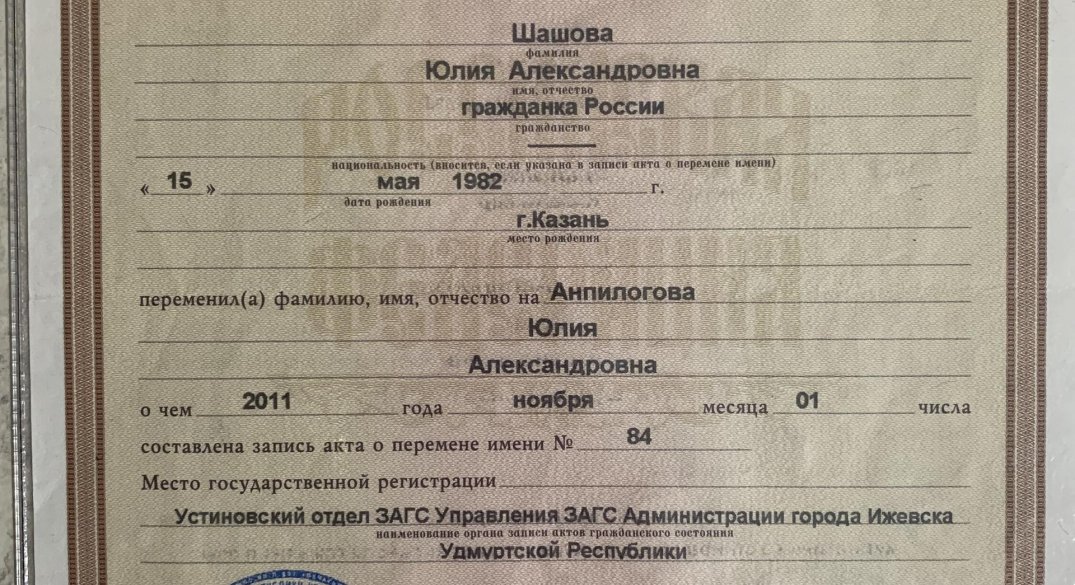 Шашова
фамилия
Юлия Александровна
имя, отчество
гражданка России
гражданство
национальность (вносится, если указана в записи акта о перемене имени)
« 15 » мая 1982 г.
дата рождения
г.Казань
место рождения
переменил(а) фамилию, имя, отчество на Анпилогова
Юлия
Александровна
о чем 2011 года ноября месяца 01 числа
составлена запись акта о перемене имени № 84
Место государственной регистрации
Устиновский отдел ЗАГС Управления ЗАГС Администрации города Ижевска
наименование органа записи актов гражданского состояния
Удмуртской Республики